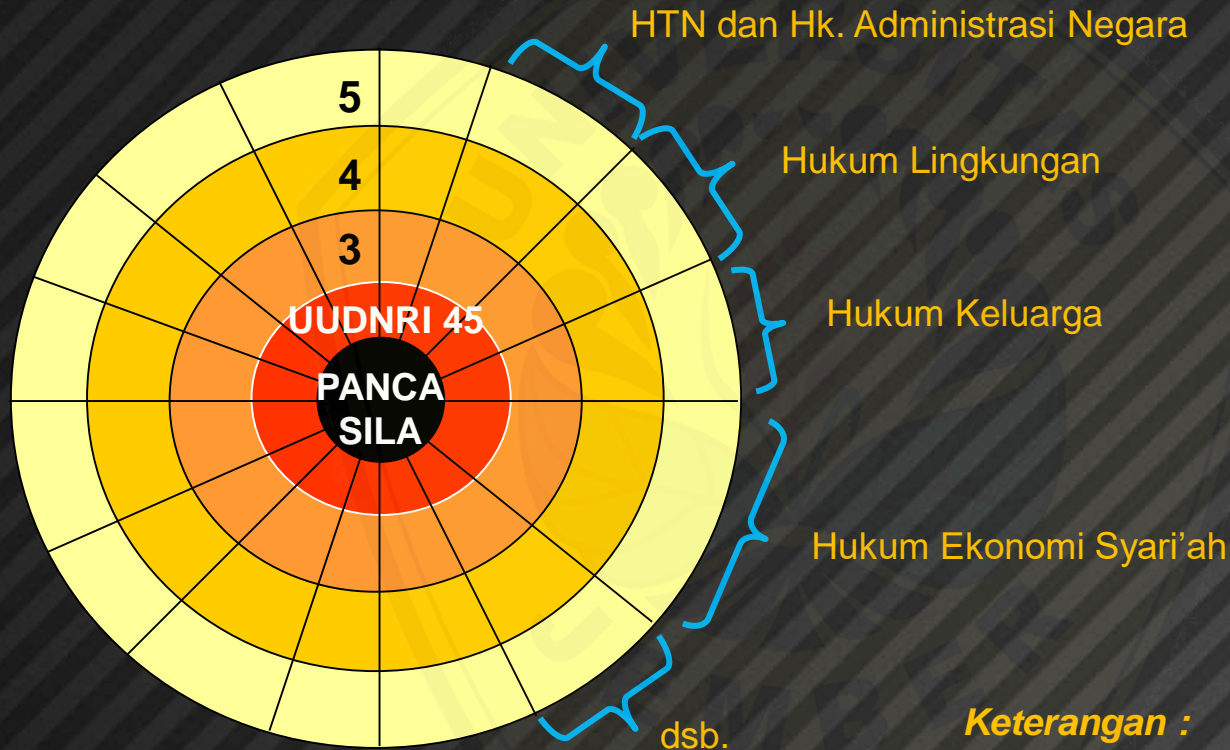 HTN dan Hk. Administrasi Negara
5
Hukum Lingkungan
4
3
Hukum Keluarga
UUDNRI 45
PANCA
SILA
Hukum Ekonomi Syari’ah
Keterangan :
dsb.